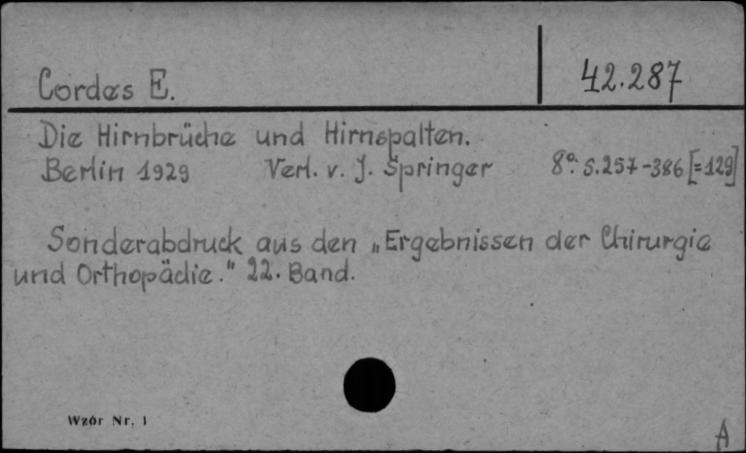 Cordes E.
42.287
Die Hirnbrüche und Hirnspalten.
Berlin 1929 Verl. v. J. Springer 8º. S.257-386 [=129]
Sonderabdruck aus den „Ergebnissen der Chirurgie
und Orthopädie." 22. Band.
Wzór Nr. 1
A